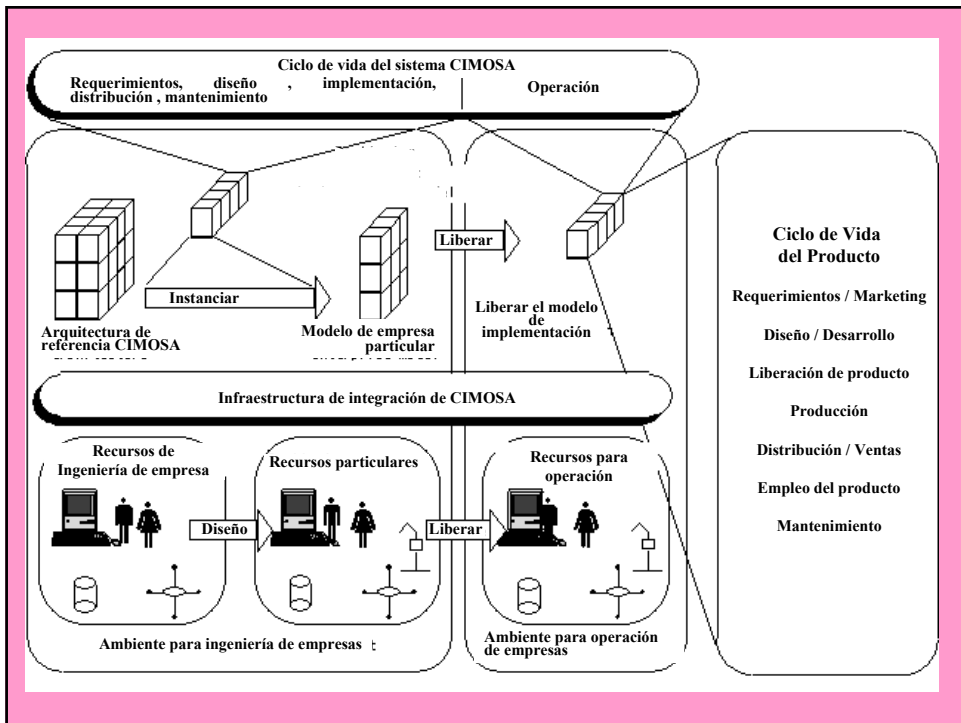 Ciclo de vida del sistema CIMOSA
Requerimientos, diseño , implementación,
distribución , mantenimiento
Operación
Liberar
Instanciar
Arquitectura de
referencia CIMOSA
Modelo de empresa
particular
Liberar el modelo
de
implementación
Ciclo de Vida
del Producto
Requerimientos / Marketing
Diseño / Desarrollo
Liberación de producto
Producción
Distribución / Ventas
Empleo del producto
Mantenimiento
Infraestructura de integración de CIMOSA
Recursos de
Ingeniería de empresa
Recursos particulares
Recursos para
operación
Diseño
Liberar
Ambiente para ingeniería de empresas
Ambiente para operación
de empresas